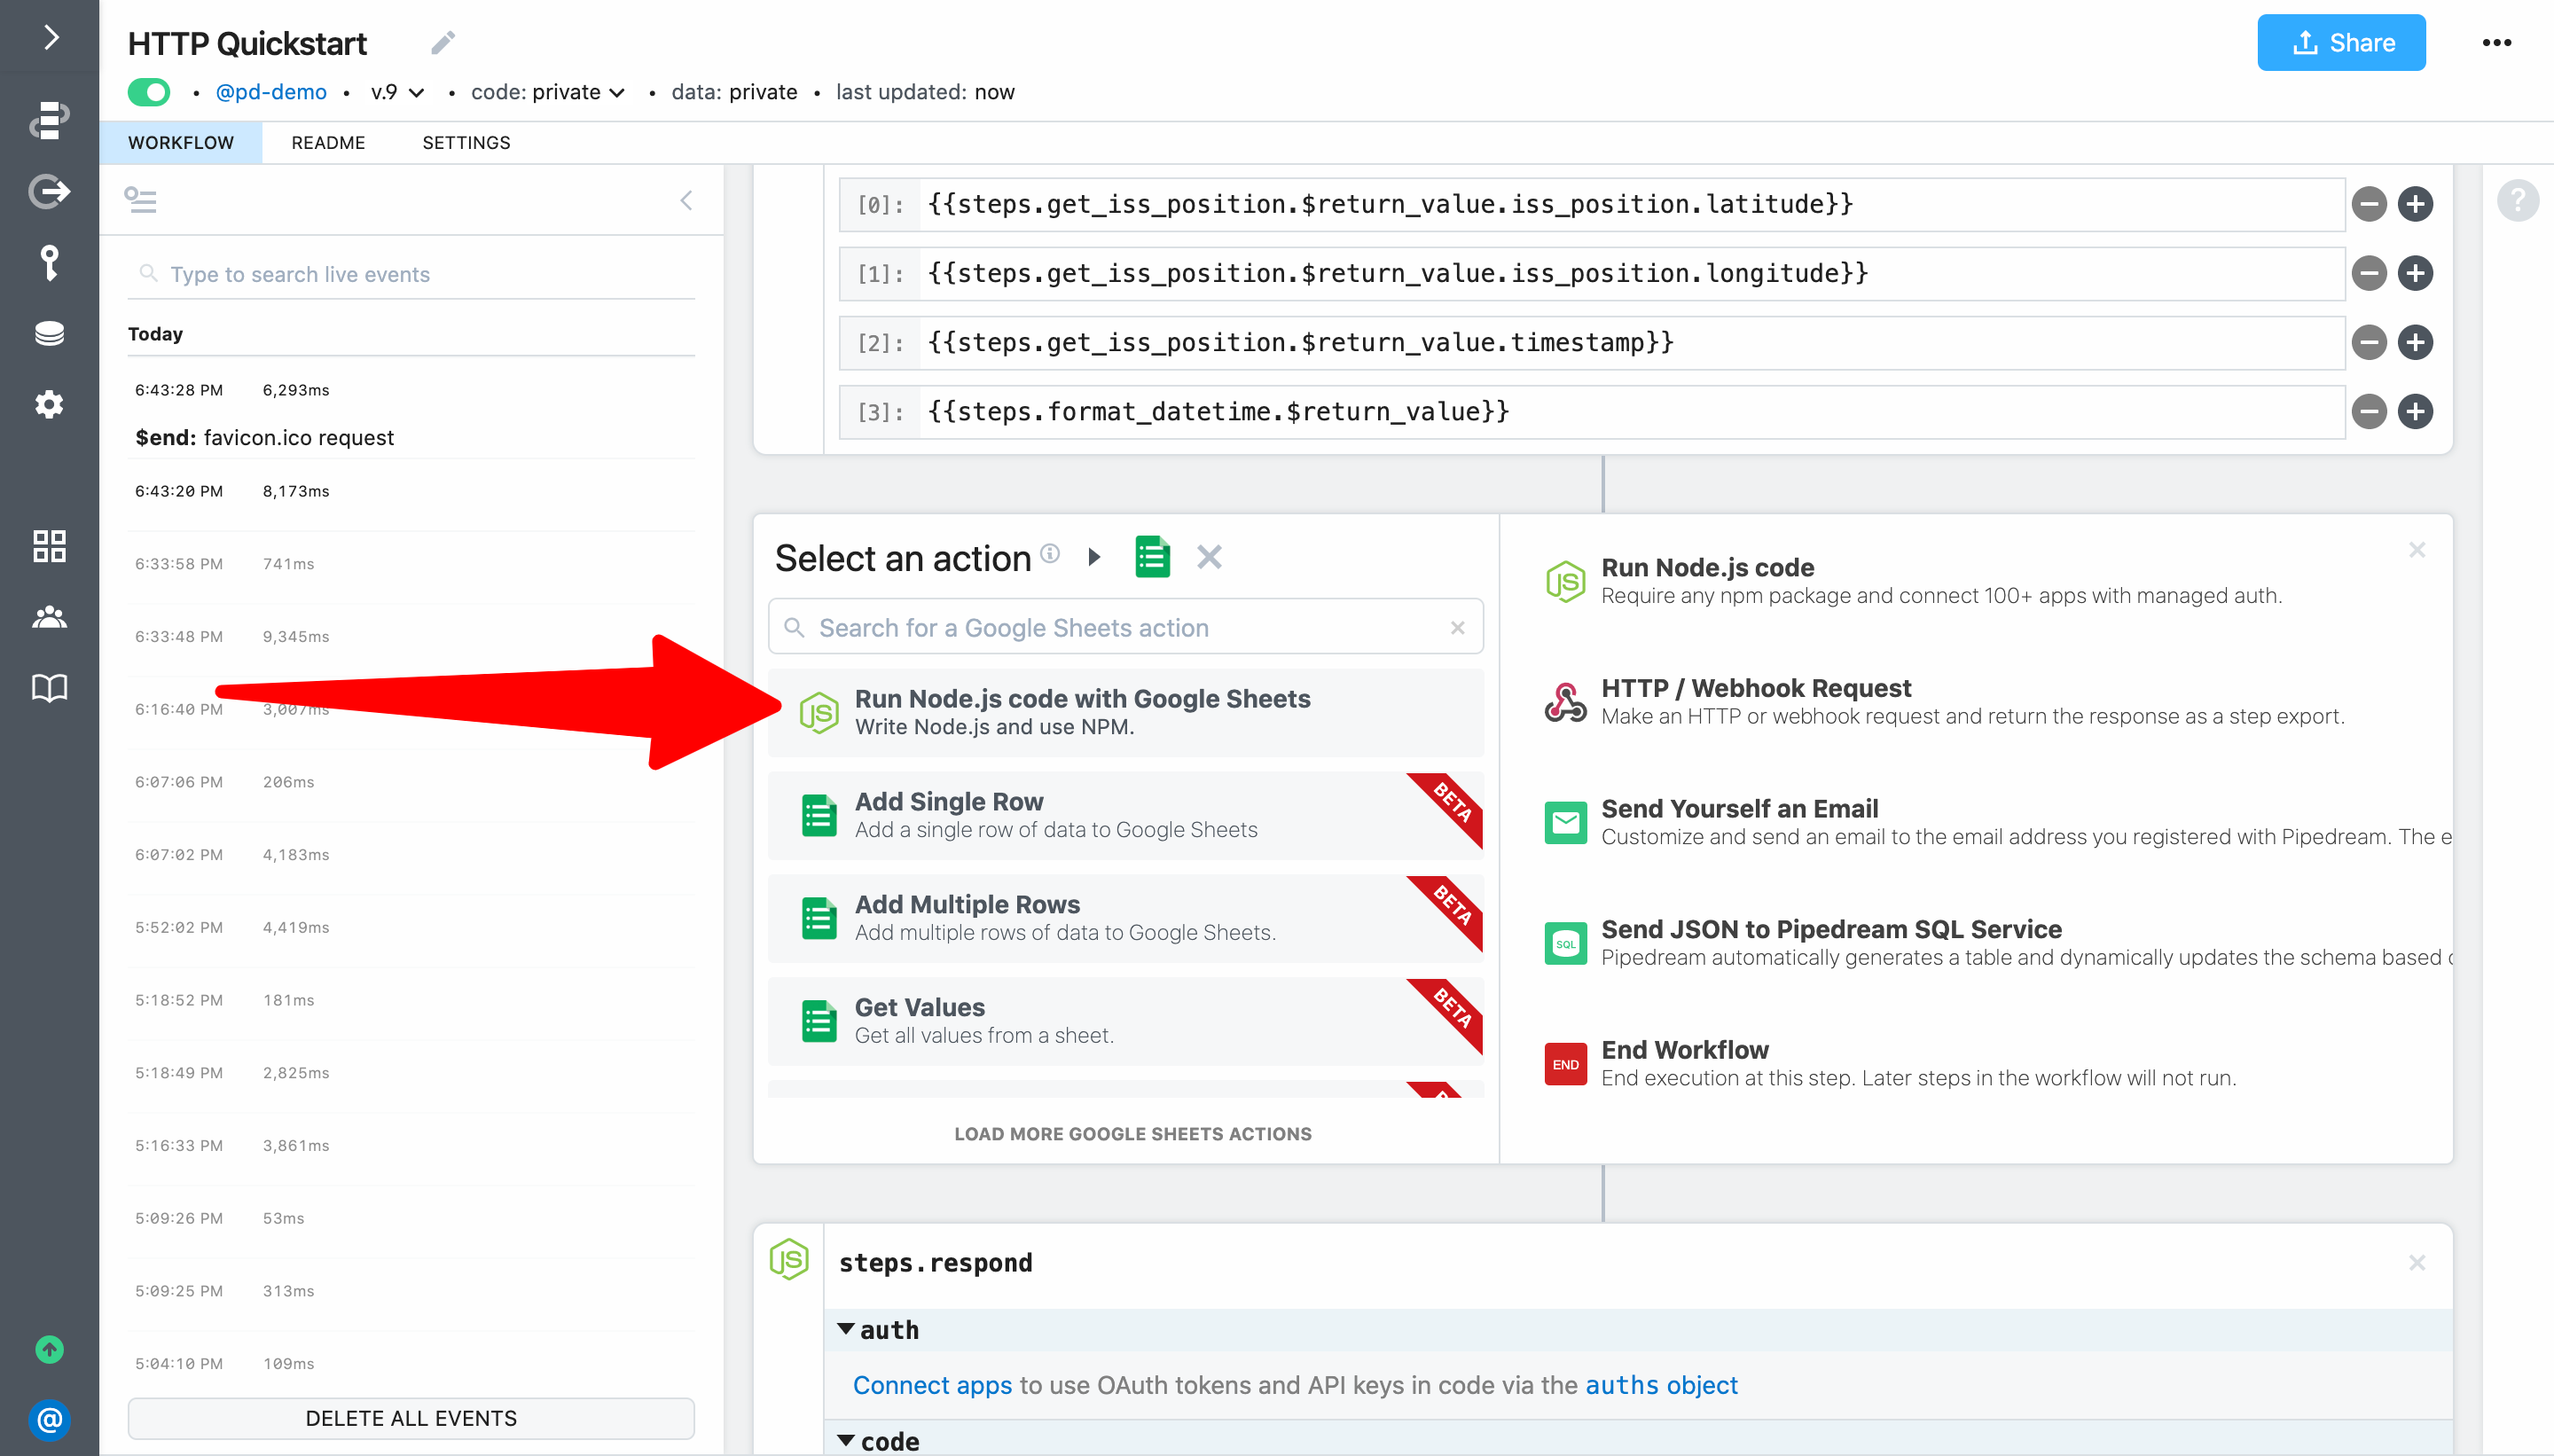 HTTP Quickstart
Share
• @pd-demo • v.9 • code: private • data: private • last updated: now
WORKFLOW README SETTINGS
Type to search live events
Today
6:43:28 PM 6,293ms
$end: favicon.ico request
6:43:20 PM 8,173ms
6:33:58 PM 741ms
6:33:48 PM 9,345ms
6:16:40 PM 3,007ms
6:07:06 PM 206ms
6:07:02 PM 4,183ms
5:52:02 PM 4,419ms
5:18:52 PM 181ms
5:18:49 PM 2,825ms
5:16:33 PM 3,861ms
5:09:26 PM 53ms
5:09:25 PM 313ms
5:04:10 PM 109ms
DELETE ALL EVENTS
@
[0]: {{steps.get_iss_position.$return_value.iss_position.latitude}}
[1]: {{steps.get_iss_position.$return_value.iss_position.longitude}}
[2]: {{steps.get_iss_position.$return_value.timestamp}}
[3]: {{steps.format_datetime.$return_value}}
?
Select an action
Search for a Google Sheets action
JS
Run Node.js code with Google Sheets
Write Node.js and use NPM.
Add Single Row
Add a single row of data to Google Sheets
BETA
Add Multiple Rows
Add multiple rows of data to Google Sheets.
BETA
Get Values
Get all values from a sheet.
BETA
LOAD MORE GOOGLE SHEETS ACTIONS
JS
Run Node.js code
Require any npm package and connect 100+ apps with managed auth.
HTTP / Webhook Request
Make an HTTP or webhook request and return the response as a step export.
Send Yourself an Email
Customize and send an email to the email address you registered with Pipedream. The e
SQL
Send JSON to Pipedream SQL Service
Pipedream automatically generates a table and dynamically updates the schema based
END
End Workflow
End execution at this step. Later steps in the workflow will not run.
JS
steps.respond
auth
Connect apps to use OAuth tokens and API keys in code via the auths object
code